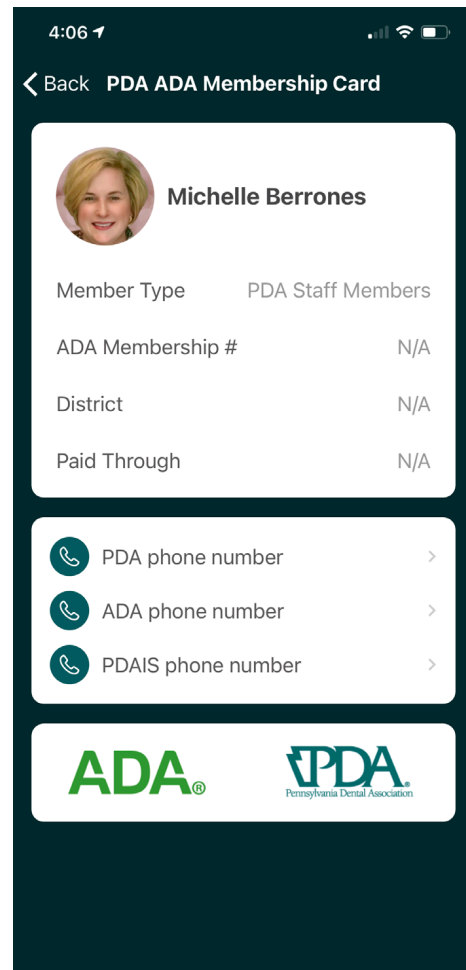 4:06
Back PDA ADA Membership Card
Michelle Berrones
Member Type PDA Staff Members
ADA Membership # N/A
District N/A
Paid Through N/A
PDA phone number
ADA phone number
PDAIS phone number
ADA®
PDA®
Pennsylvania Dental Association